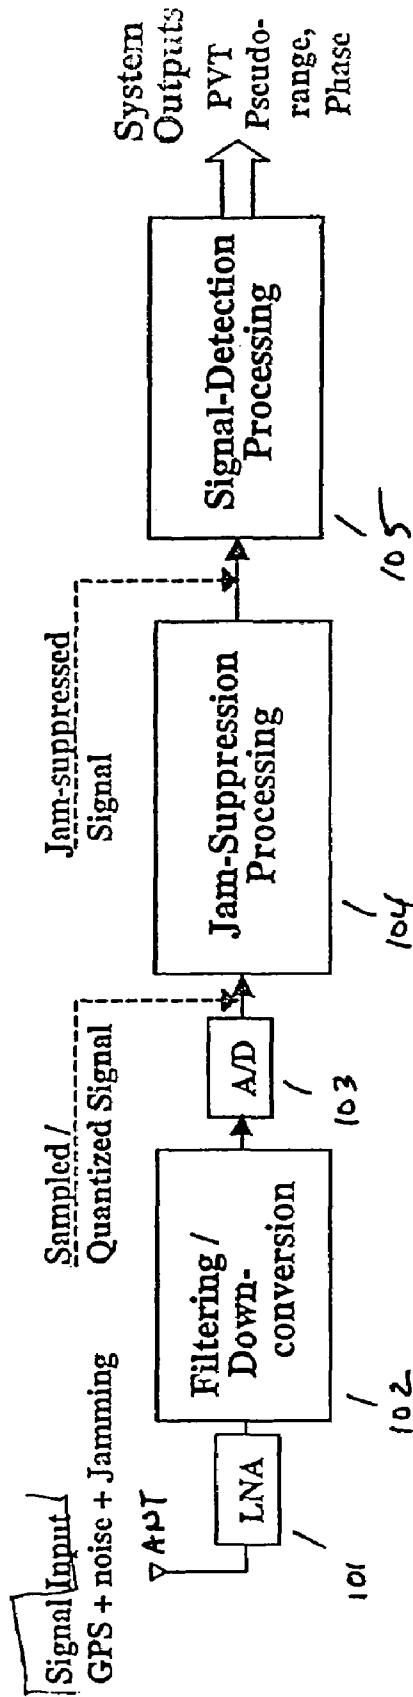 Signal Input
GPS + noise + Jamming
ANT
LNA
101
Filtering /
Down-
conversion
102
Sampled /
Quantized Signal
A/D
103
Jam-Suppression
Processing
104
Jam-suppressed
Signal
Signal-Detection
Processing
105
System
Outputs
PVT
Pseudo-
range,
Phase